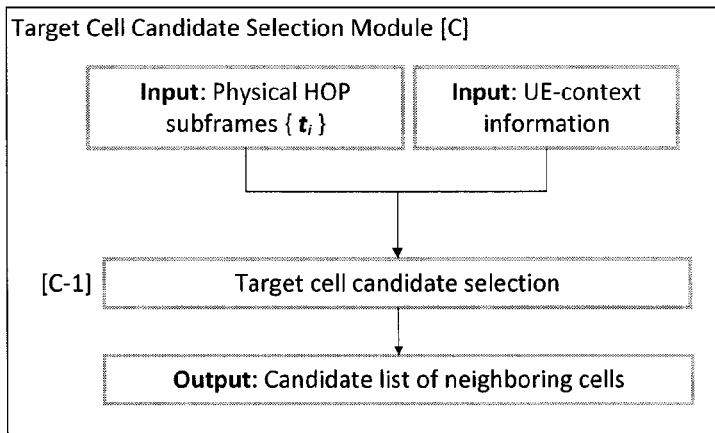 Target Cell Candidate Selection Module [C]
Input: Physical HOP
subframes { tᵢ }
Input: UE-context
information
[C-1]
Target cell candidate selection
Output: Candidate list of neighboring cells